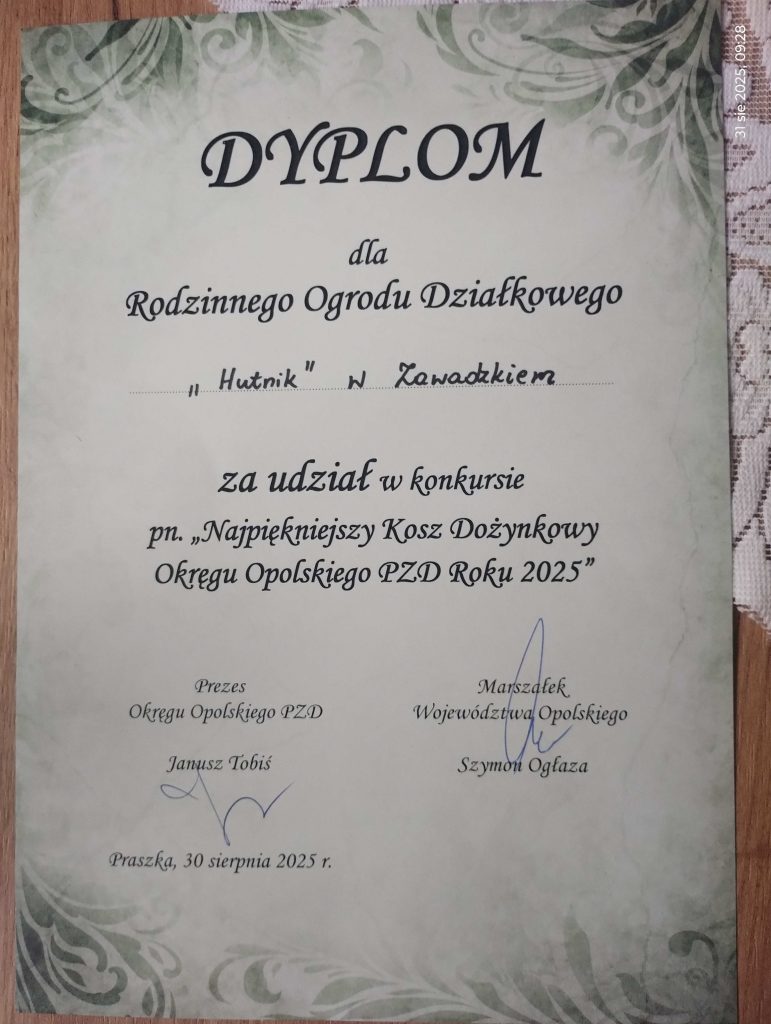 DYPLOM
dla
Rodzinnego Ogrodu Działkowego
„Hutnik" w Zawadzkiem
za udział w konkursie
pn. „Najpiękniejszy Kosz Dożynkowy
Okręgu Opolskiego PZD Roku 2025”
Prezes
Okręgu Opolskiego PZD
Janusz Tobiś
Marszałek
Województwa Opolskiego
Szymon Ogłaza
Praszka, 30 sierpnia 2025 r.
31 sie 2025, 09:28